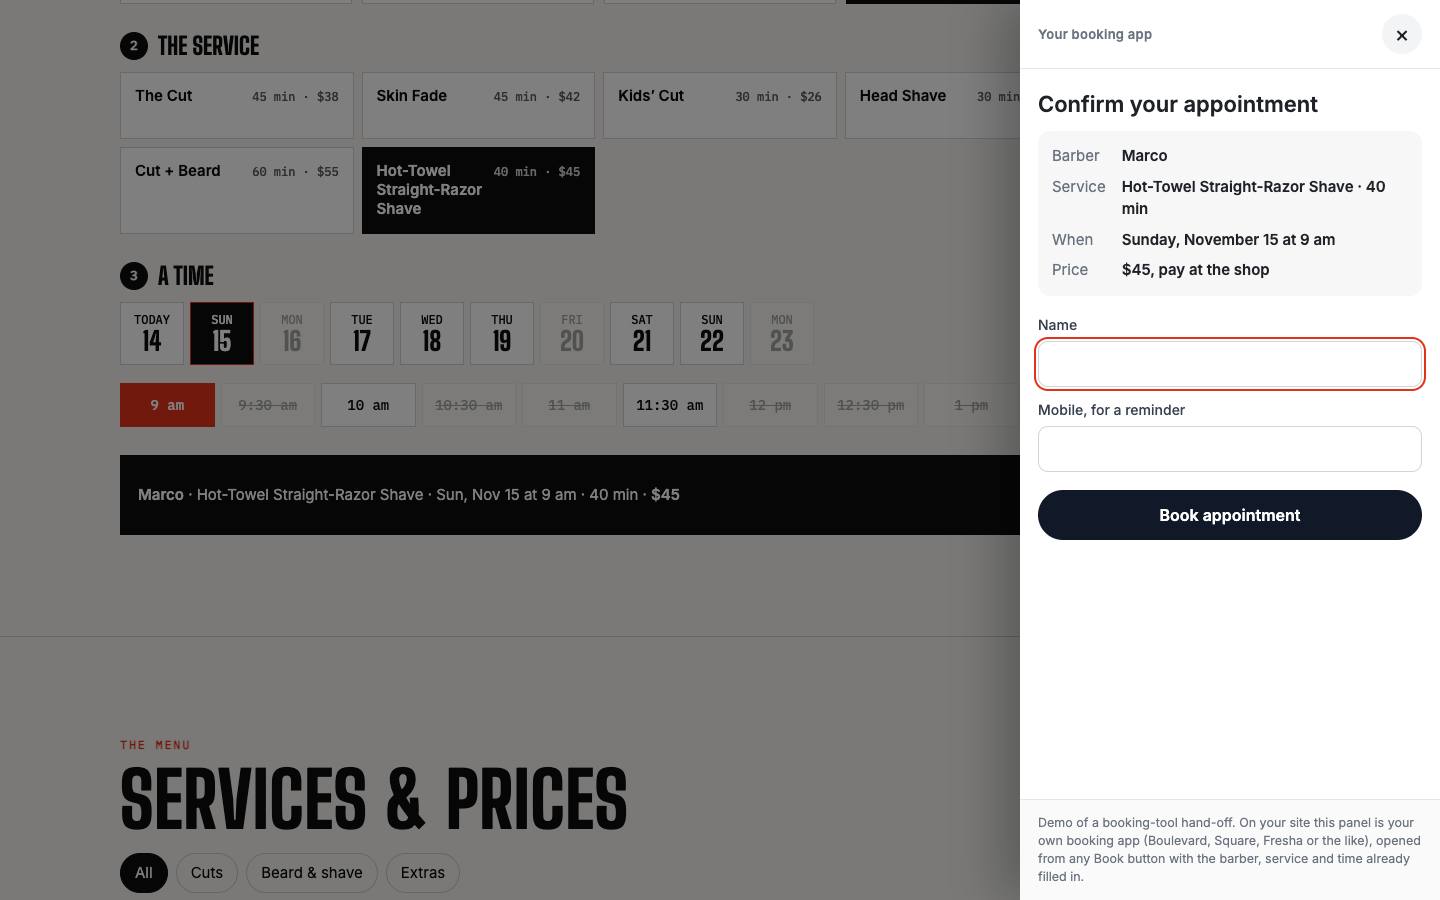 2 THE SERVICE
The Cut 45 min · $38
Skin Fade 45 min · $42
Kids’ Cut 30 min · $26
Head Shave 30 min
Cut + Beard 60 min · $55
Hot-Towel 40 min · $45
Straight-Razor
Shave
3 A TIME
TODAY
14
SUN
15
MON
16
TUE
17
WED
18
THU
19
FRI
20
SAT
21
SUN
22
MON
23
9 am 9:30 am 10 am 10:30 am 11 am 11:30 am 12 pm 12:30 pm 1 pm
Marco · Hot-Towel Straight-Razor Shave · Sun, Nov 15 at 9 am · 40 min · $45
THE MENU
SERVICES & PRICES
All Cuts Beard & shave Extras
Your booking app ×
Confirm your appointment
Barber Marco
Service Hot-Towel Straight-Razor Shave · 40
min
When Sunday, November 15 at 9 am
Price $45, pay at the shop
Name
Mobile, for a reminder
Book appointment
Demo of a booking-tool hand-off. On your site this panel is your
own booking app (Boulevard, Square, Fresha or the like), opened
from any Book button with the barber, service and time already
filled in.